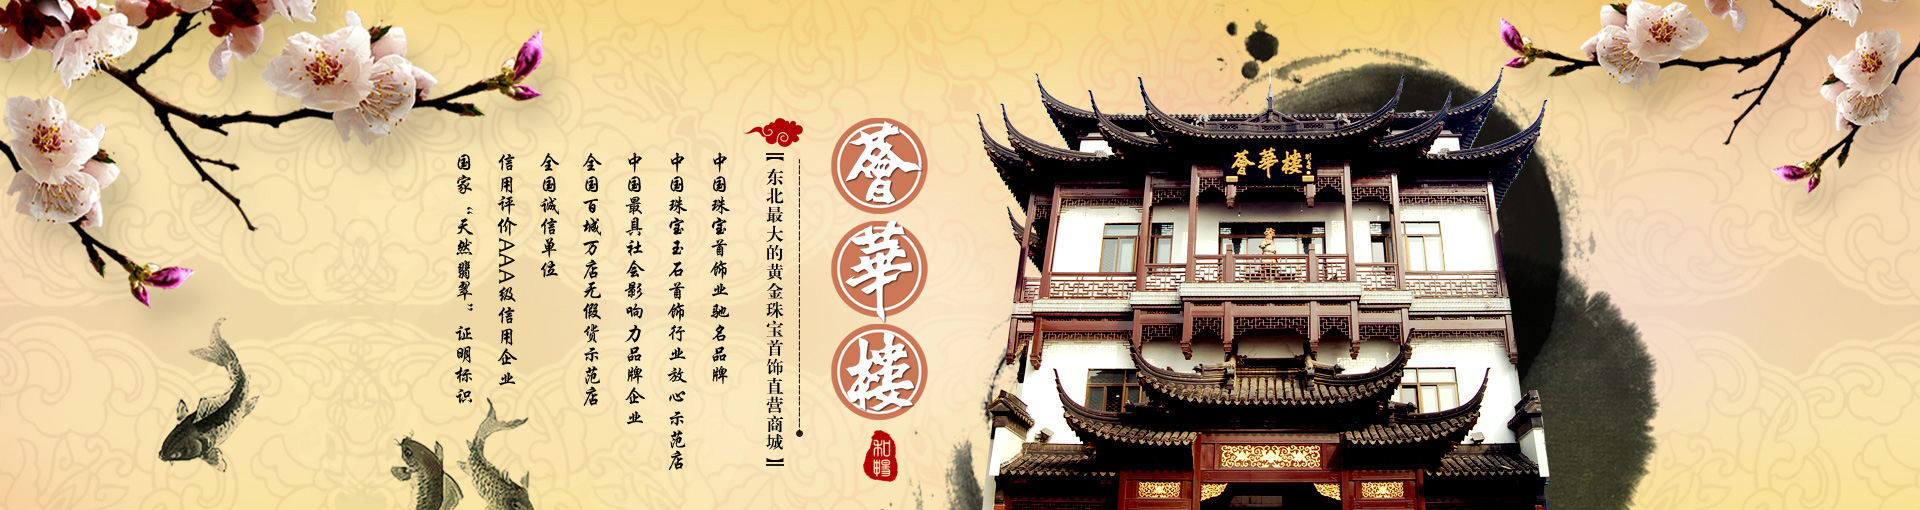 薈華樓
和暢
【东北最大的黄金珠宝首饰直营商城】
中国珠宝首饰业驰名品牌
中国珠宝玉石首饰行业放心示范店
中国最具社会影响力品牌企业
全国百城万店无假货示范店
全国诚信单位
信用评价AAA级信用企业
国家“天然翡翠”证明标识
薈華樓